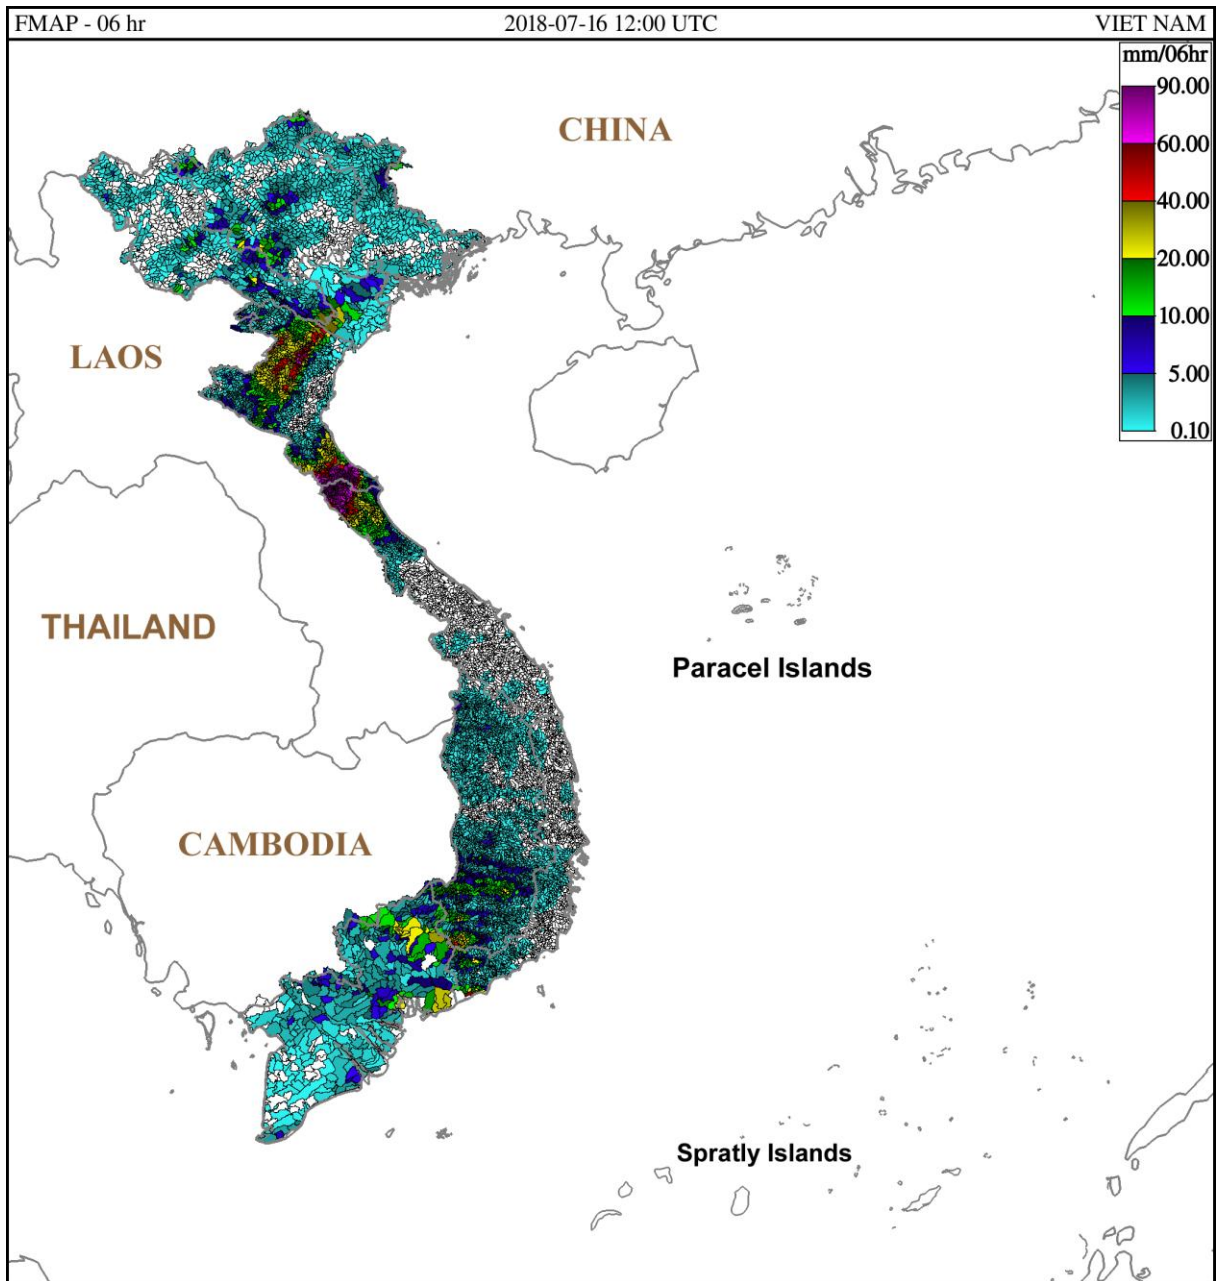 FMAP - 06 hr 2018-07-16 12:00 UTC VIET NAM
mm/06hr
90.00
60.00
40.00
20.00
10.00
5.00
0.10
CHINA
LAOS
THAILAND
Paracel Islands
CAMBODIA
Spratly Islands